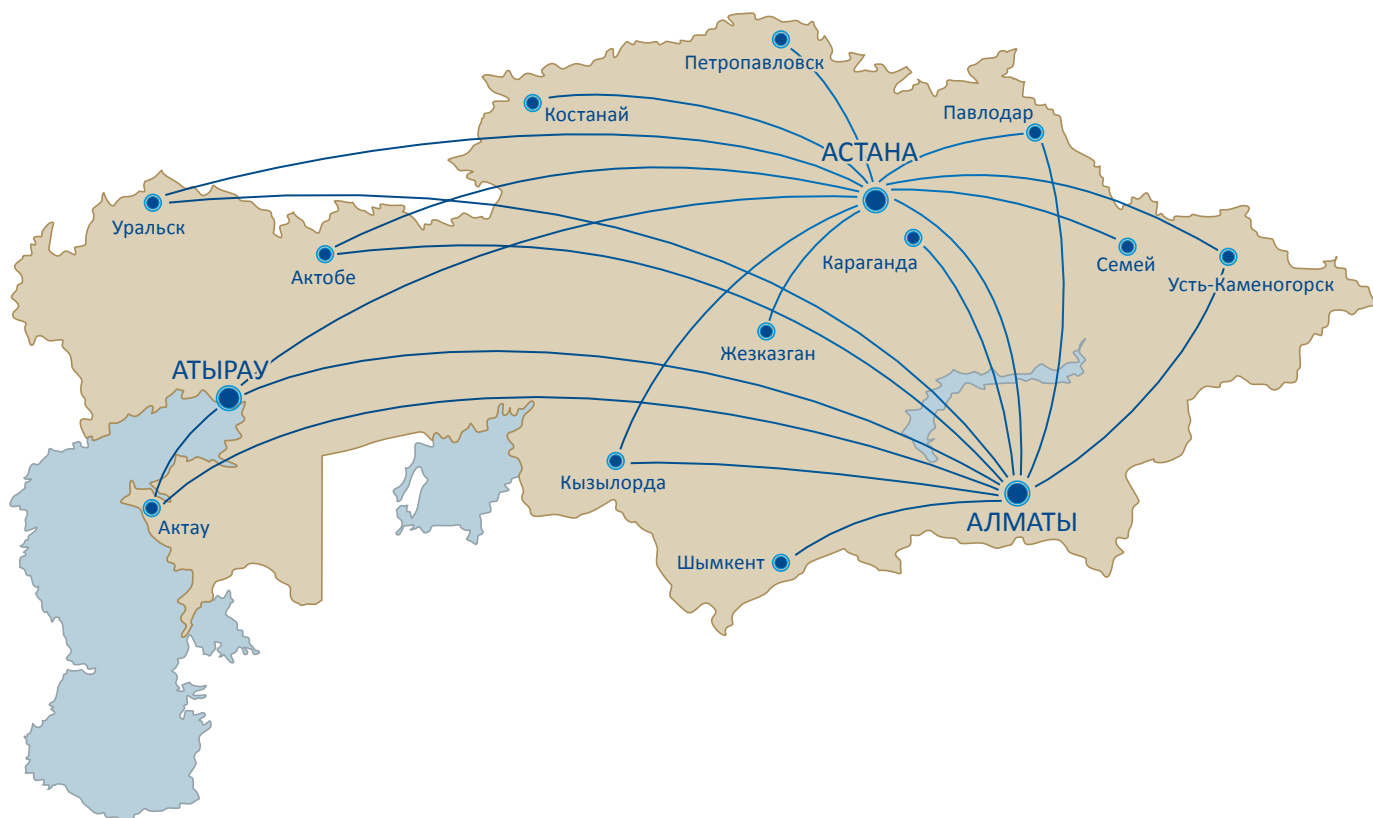 Петропавловск
Костанай
Павлодар
АСТАНА
Уральск
Караганда
Семей
Актобе
Усть-Каменогорск
Жезказган
АТЫРАУ
Кызылорда
Актау
АЛМАТЫ
Шымкент